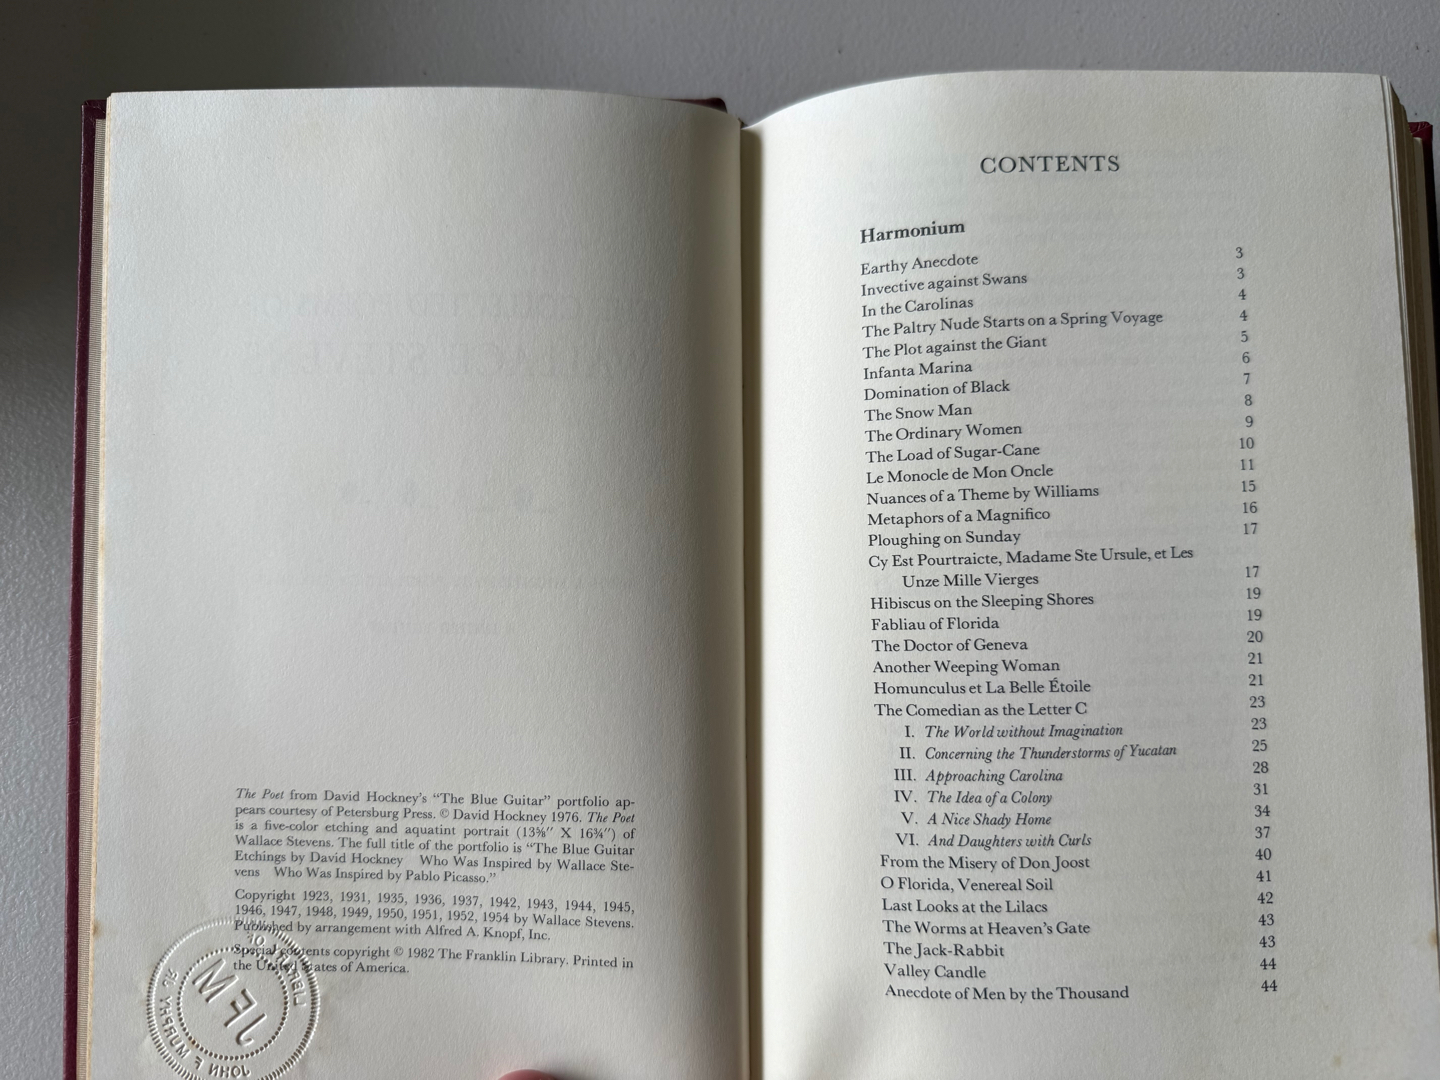 The Poet from David Hockney's "The Blue Guitar" portfolio ap-
pears courtesy of Petersburg Press. © David Hockney 1976. The Poet
is a five-color etching and aquatint portrait (13⅝″ X 16¾″) of
Wallace Stevens. The full title of the portfolio is "The Blue Guitar
Etchings by David Hockney Who Was Inspired by Wallace Ste-
vens Who Was Inspired by Pablo Picasso."
Copyright 1923, 1931, 1935, 1936, 1937, 1942, 1943, 1944, 1945,
1946, 1947, 1948, 1949, 1950, 1951, 1952, 1954 by Wallace Stevens.
Published by arrangement with Alfred A. Knopf, Inc.
Special contents copyright © 1982 The Franklin Library. Printed in
the United States of America.
LIBRARY OF
JFM
JOHN F MURPHY JR.
CONTENTS
Harmonium
Earthy Anecdote 3
Invective against Swans 3
In the Carolinas 4
The Paltry Nude Starts on a Spring Voyage 4
The Plot against the Giant 5
Infanta Marina 6
Domination of Black 7
The Snow Man 8
The Ordinary Women 9
The Load of Sugar-Cane 10
Le Monocle de Mon Oncle 11
Nuances of a Theme by Williams 15
Metaphors of a Magnifico 16
Ploughing on Sunday 17
Cy Est Pourtraicte, Madame Ste Ursule, et Les
Unze Mille Vierges 17
Hibiscus on the Sleeping Shores 19
Fabliau of Florida 19
The Doctor of Geneva 20
Another Weeping Woman 21
Homunculus et La Belle Étoile 21
The Comedian as the Letter C 23
I. The World without Imagination 23
II. Concerning the Thunderstorms of Yucatan 25
III. Approaching Carolina 28
IV. The Idea of a Colony 31
V. A Nice Shady Home 34
VI. And Daughters with Curls 37
From the Misery of Don Joost 40
O Florida, Venereal Soil 41
Last Looks at the Lilacs 42
The Worms at Heaven's Gate 43
The Jack-Rabbit 43
Valley Candle 44
Anecdote of Men by the Thousand 44